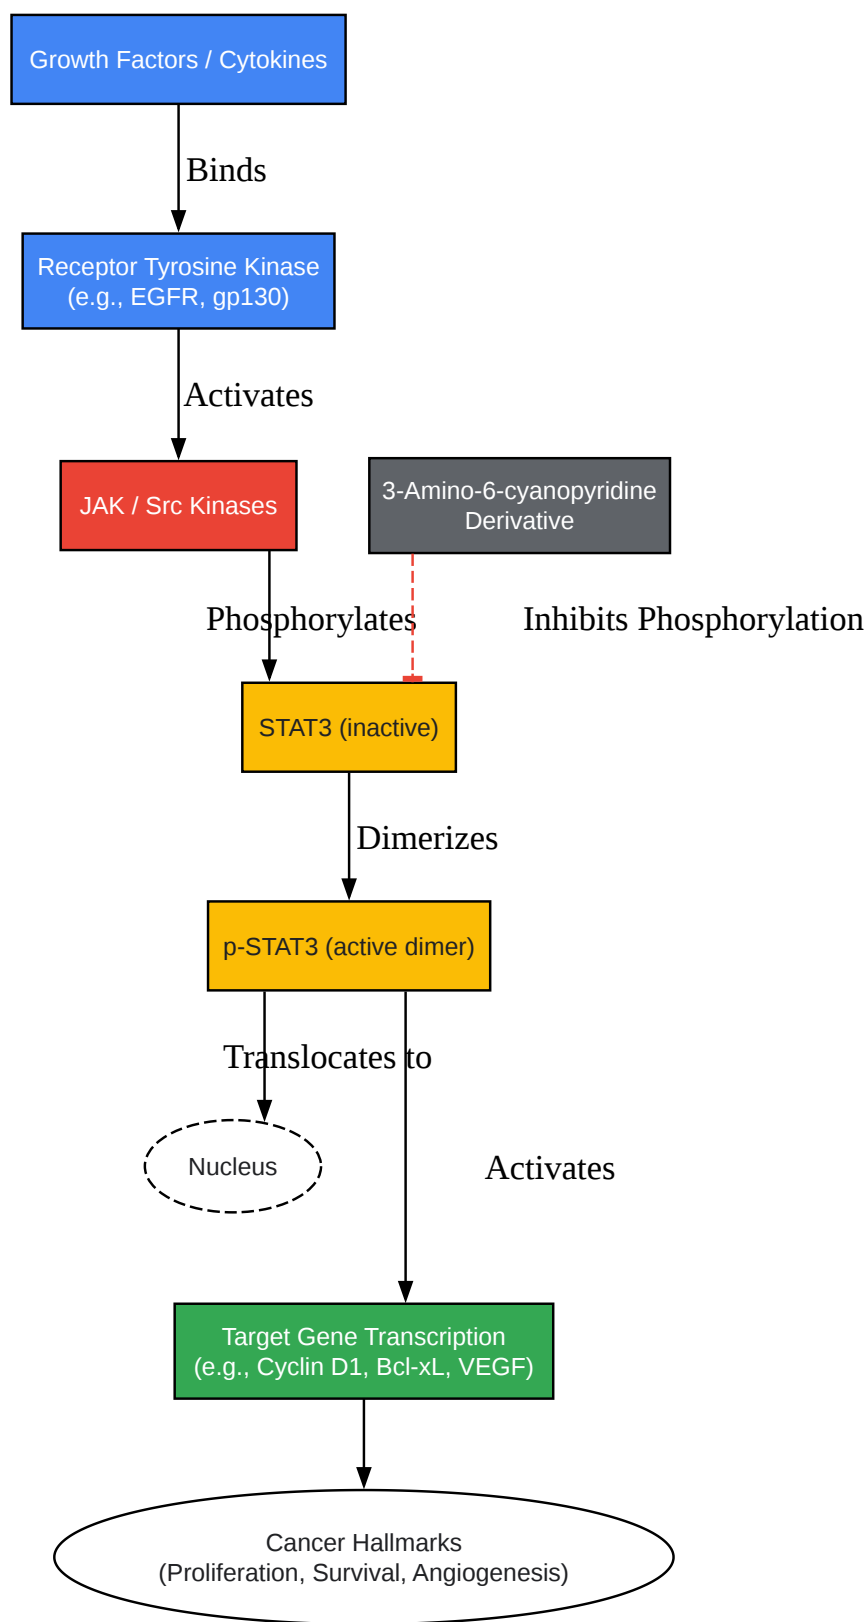 Growth Factors / Cytokines
Binds
Receptor Tyrosine Kinase
(e.g., EGFR, gp130)
Activates
JAK / Src Kinases
3-Amino-6-cyanopyridine
Derivative
Phosphorylates
Inhibits Phosphorylation
STAT3 (inactive)
Dimerizes
p-STAT3 (active dimer)
Translocates to
Nucleus
Activates
Target Gene Transcription
(e.g., Cyclin D1, Bcl-xL, VEGF)
Cancer Hallmarks
(Proliferation, Survival, Angiogenesis)